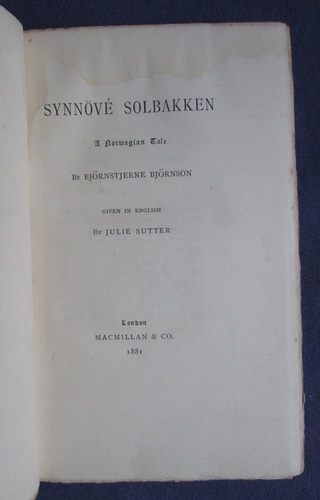 SYNNÖVÉ SOLBAKKEN
A Norwegian Tale
BY BJÖRNSTJERNE BJÖRNSON
GIVEN IN ENGLISH
BY JULIE SUTTER
London
MACMILLAN & CO.
1881